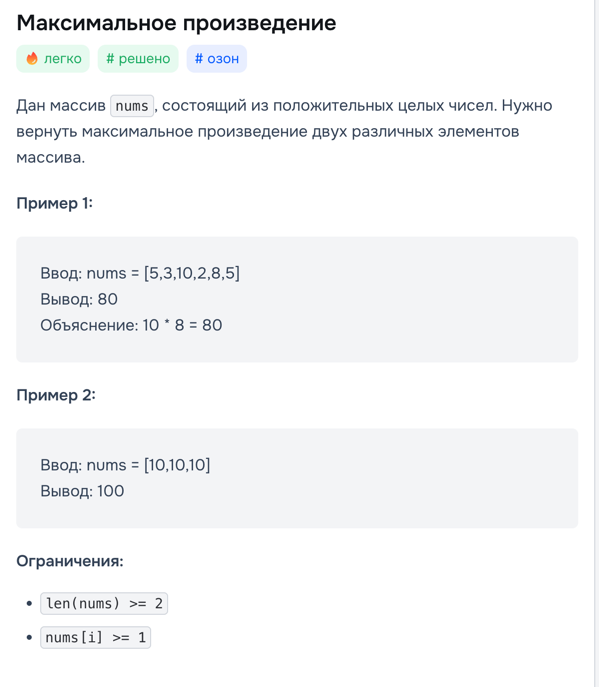 Максимальное произведение
🔥 легко # решено # озон
Дан массив nums, состоящий из положительных целых чисел. Нужно
вернуть максимальное произведение двух различных элементов
массива.
Пример 1:
Ввод: nums = [5,3,10,2,8,5]
Вывод: 80
Объяснение: 10 * 8 = 80
Пример 2:
Ввод: nums = [10,10,10]
Вывод: 100
Ограничения:
• len(nums) >= 2
• nums[i] >= 1